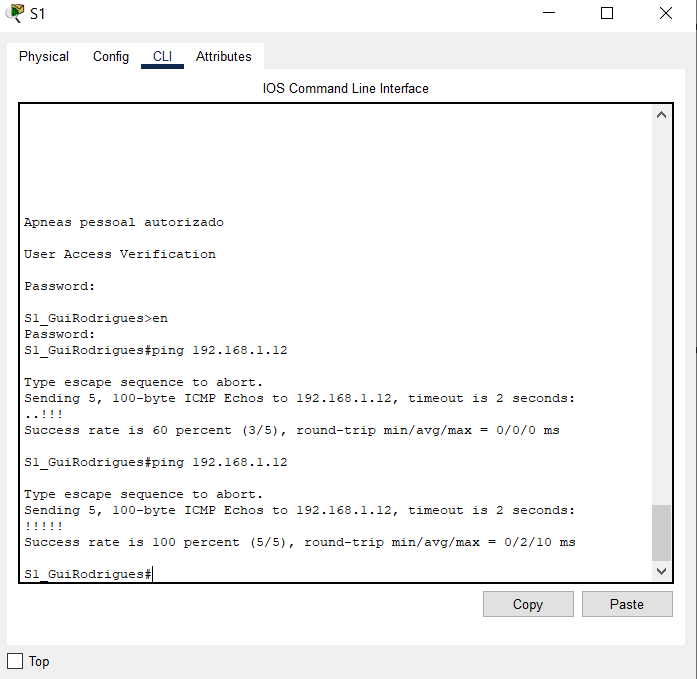 S1
Physical Config CLI Attributes
IOS Command Line Interface
Apneas pessoal autorizado
User Access Verification
Password:
S1_GuiRodrigues>en
Password:
S1_GuiRodrigues#ping 192.168.1.12
Type escape sequence to abort.
Sending 5, 100-byte ICMP Echos to 192.168.1.12, timeout is 2 seconds:
..!!!
Success rate is 60 percent (3/5), round-trip min/avg/max = 0/0/0 ms
S1_GuiRodrigues#ping 192.168.1.12
Type escape sequence to abort.
Sending 5, 100-byte ICMP Echos to 192.168.1.12, timeout is 2 seconds:
!!!!!
Success rate is 100 percent (5/5), round-trip min/avg/max = 0/2/10 ms
S1_GuiRodrigues#
Copy Paste
Top